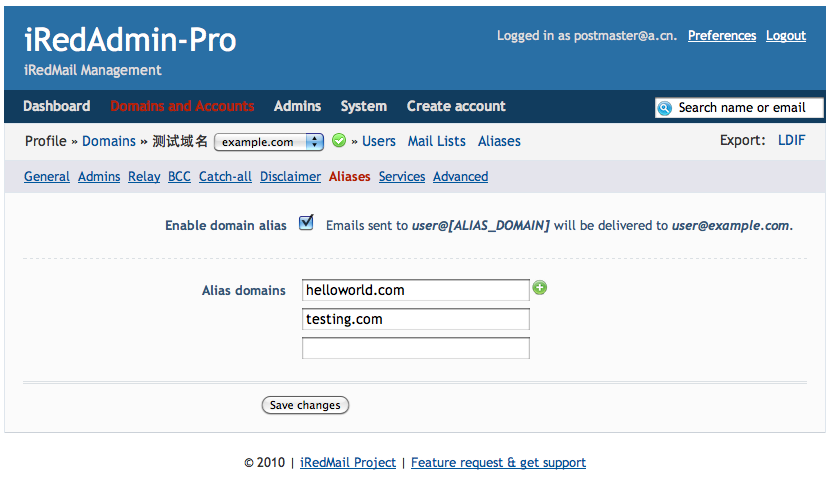 iRedAdmin-Pro
Logged in as postmaster@a.cn. Preferences Logout
iRedMail Management
Dashboard Domains and Accounts Admins System Create account Search name or email
Profile » Domains » 测试域名 example.com » Users Mail Lists Aliases Export: LDIF
General Admins Relay BCC Catch-all Disclaimer Aliases Services Advanced
Enable domain alias Emails sent to user@[ALIAS_DOMAIN] will be delivered to user@example.com.
Alias domains helloworld.com
testing.com
Save changes
© 2010 | iRedMail Project | Feature request & get support